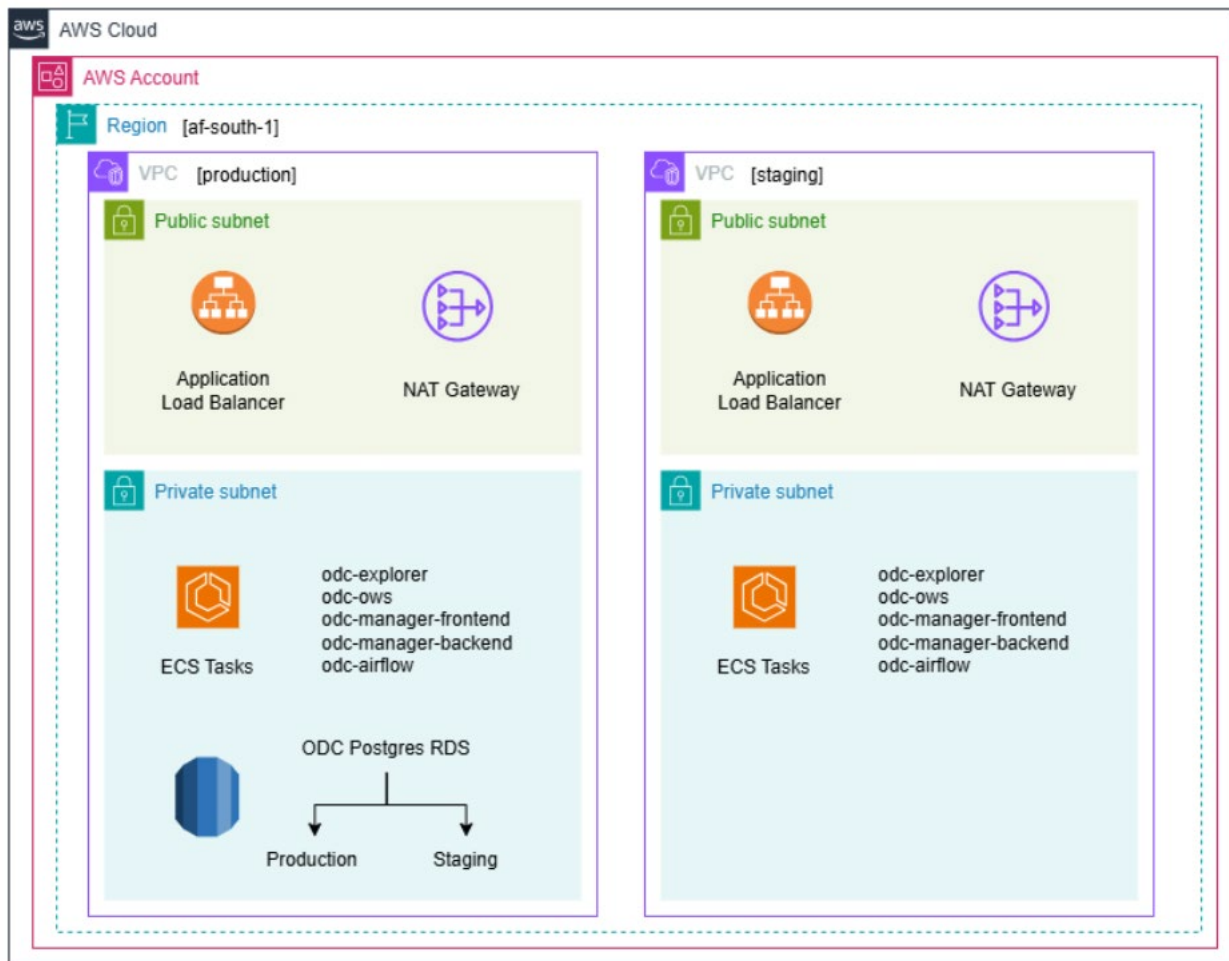 aws
AWS Cloud
AWS Account
Region [af-south-1]
VPC [production]
Public subnet
Application
Load Balancer
NAT Gateway
Private subnet
ECS Tasks
odc-explorer
odc-ows
odc-manager-frontend
odc-manager-backend
odc-airflow
ODC Postgres RDS
Production
Staging
VPC [staging]
Public subnet
Application
Load Balancer
NAT Gateway
Private subnet
ECS Tasks
odc-explorer
odc-ows
odc-manager-frontend
odc-manager-backend
odc-airflow